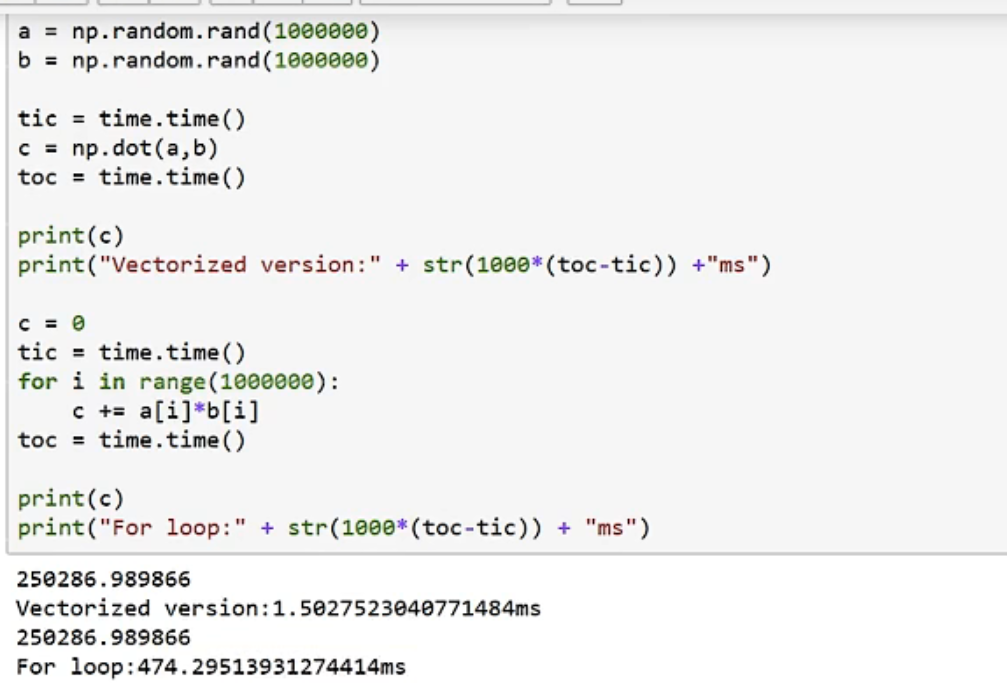 a = np.random.rand(1000000)
b = np.random.rand(1000000)
tic = time.time()
c = np.dot(a,b)
toc = time.time()
print(c)
print("Vectorized version:" + str(1000*(toc-tic)) +"ms")
c = 0
tic = time.time()
for i in range(1000000):
    c += a[i]*b[i]
toc = time.time()
print(c)
print("For loop:" + str(1000*(toc-tic)) + "ms")
250286.989866
Vectorized version:1.5027523040771484ms
250286.989866
For loop:474.29513931274414ms